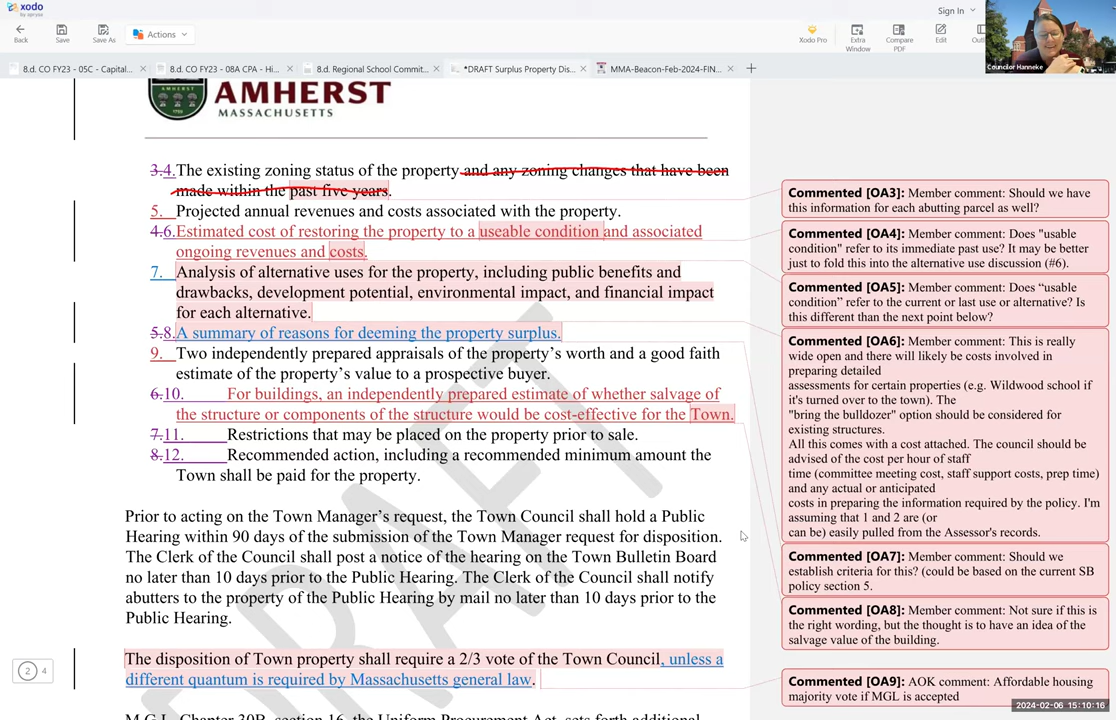 xodo
by apryse
Sign In
Back
Save
Save As
Actions
Xodo Pro
Extra
Window
Compare
PDF
Edit
Councilor Hanneke
8.d. CO FY23 - 05C - Capital...
8.d. CO FY23 - 08A CPA - Hi...
8.d. Regional School Commit...
*DRAFT Surplus Property Dis...
MMA-Beacon-Feb-2024-FIN...
AMHERST
MASSACHUSETTS
3.4. The existing zoning status of the property and any zoning changes that have been
made within the past five years.
5. Projected annual revenues and costs associated with the property.
4.6. Estimated cost of restoring the property to a useable condition and associated
ongoing revenues and costs.
7. Analysis of alternative uses for the property, including public benefits and
drawbacks, development potential, environmental impact, and financial impact
for each alternative.
5.8. A summary of reasons for deeming the property surplus.
9. Two independently prepared appraisals of the property's worth and a good faith
estimate of the property's value to a prospective buyer.
6.10. For buildings, an independently prepared estimate of whether salvage of
the structure or components of the structure would be cost-effective for the Town.
7.11. Restrictions that may be placed on the property prior to sale.
8.12. Recommended action, including a recommended minimum amount the
Town shall be paid for the property.
Prior to acting on the Town Manager's request, the Town Council shall hold a Public
Hearing within 90 days of the submission of the Town Manager request for disposition.
The Clerk of the Council shall post a notice of the hearing on the Town Bulletin Board
no later than 10 days prior to the Public Hearing. The Clerk of the Council shall notify
abutters to the property of the Public Hearing by mail no later than 10 days prior to the
Public Hearing.
The disposition of Town property shall require a 2/3 vote of the Town Council, unless a
different quantum is required by Massachusetts general law.
M.G.L. Chapter 30B, section 16, the Uniform Procurement Act, sets forth additional
DRAFT
2 4
Commented [OA3]: Member comment: Should we have
this information for each abutting parcel as well?
Commented [OA4]: Member comment: Does "usable
condition" refer to its immediate past use? It may be better
just to fold this into the alternative use discussion (#6).
Commented [OA5]: Member comment: Does "usable
condition" refer to the current or last use or alternative? Is
this different than the next point below?
Commented [OA6]: Member comment: This is really
wide open and there will likely be costs involved in
preparing detailed
assessments for certain properties (e.g. Wildwood school if
it's turned over to the town). The
"bring the bulldozer" option should be considered for
existing structures.
All this comes with a cost attached. The council should be
advised of the cost per hour of staff
time (committee meeting cost, staff support costs, prep time)
and any actual or anticipated
costs in preparing the information required by the policy. I'm
assuming that 1 and 2 are (or
can be) easily pulled from the Assessor's records.
Commented [OA7]: Member comment: Should we
establish criteria for this? (could be based on the current SB
policy section 5.
Commented [OA8]: Member comment: Not sure if this is
the right wording, but the thought is to have an idea of the
salvage value of the building.
Commented [OA9]: AOK comment: Affordable housing
majority vote if MGL is accepted
2024-02-06 15:10:16